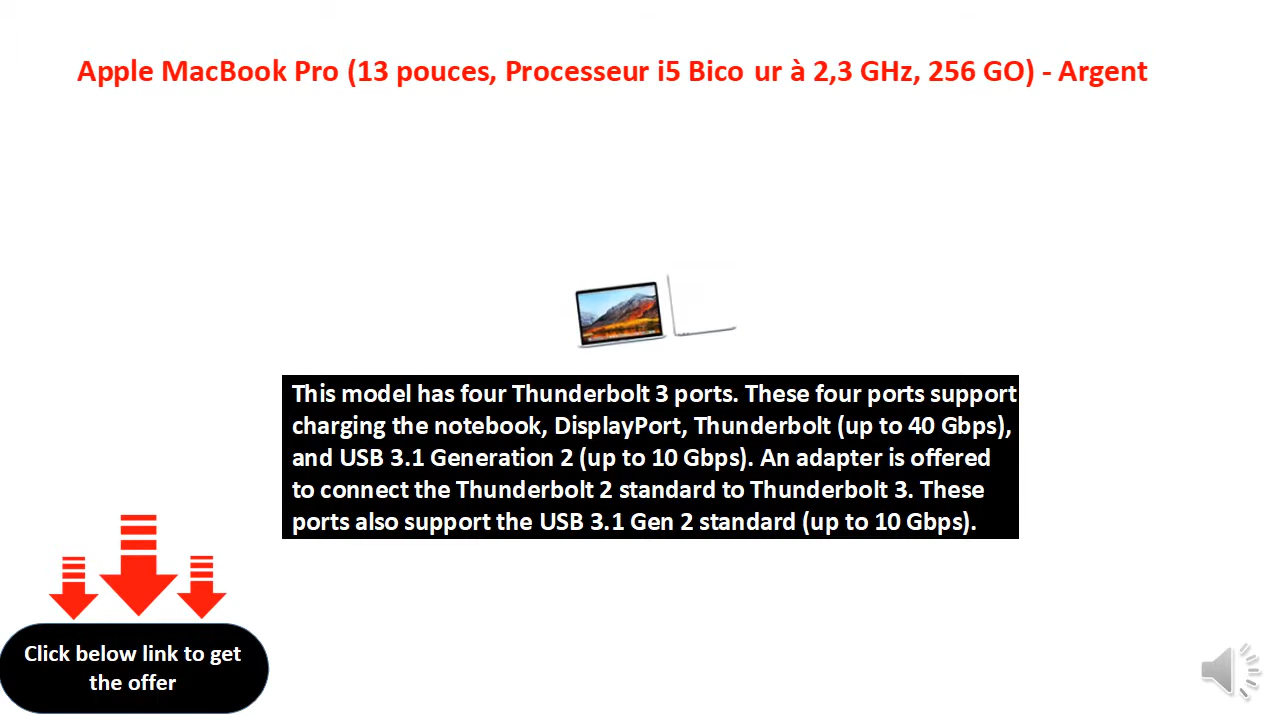 Apple MacBook Pro (13 pouces, Processeur i5 Bico ur à 2,3 GHz, 256 GO) - Argent
This model has four Thunderbolt 3 ports. These four ports support
charging the notebook, DisplayPort, Thunderbolt (up to 40 Gbps),
and USB 3.1 Generation 2 (up to 10 Gbps). An adapter is offered
to connect the Thunderbolt 2 standard to Thunderbolt 3. These
ports also support the USB 3.1 Gen 2 standard (up to 10 Gbps).
Click below link to get
the offer